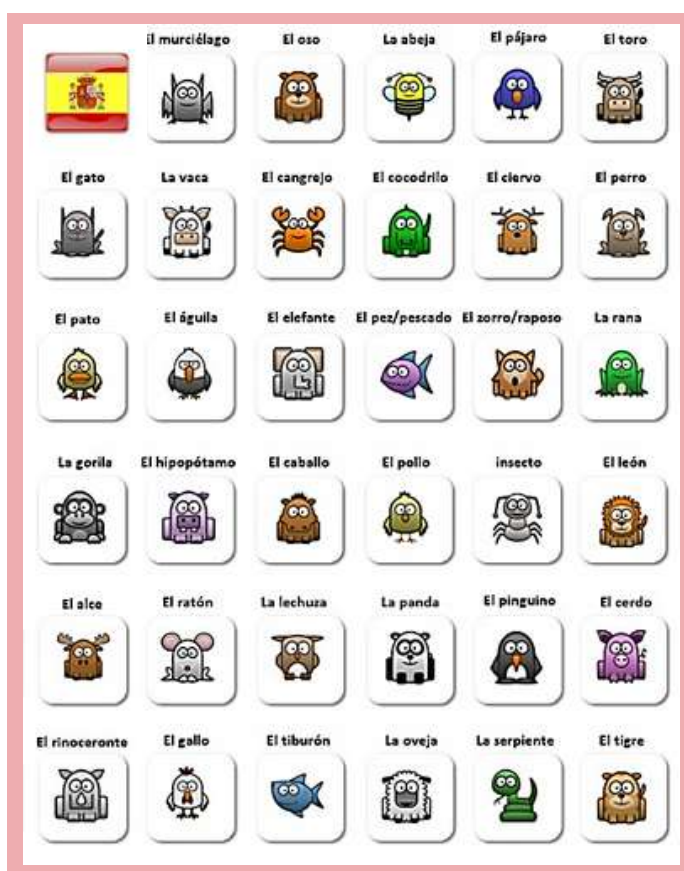 El murciélago El oso La abeja El pájaro El toro
El gato La vaca El cangrejo El cocodrilo El ciervo El perro
El pato El águila El elefante El pez/pescado El zorro/raposo La rana
La gorila El hipopótamo El caballo El pollo insecto El león
El alce El ratón La lechuza La panda El pinguino El cerdo
El rinoceronte El gallo El tiburón La oveja La serpiente El tigre